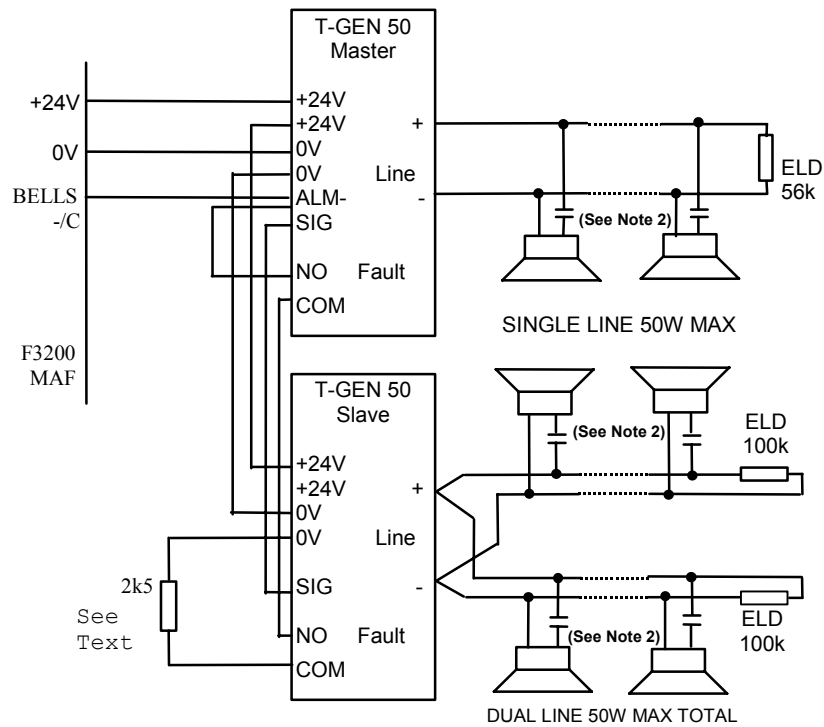 T-GEN 50
Master
+24V
+24V
0V
0V
ALM-
SIG
NO
COM
Fault
+
Line
-
+24V
0V
BELLS
-/C
F3200
MAF
(See Note 2)
ELD
56k
SINGLE LINE 50W MAX
T-GEN 50
Slave
+24V
+24V
0V
0V
SIG
NO
COM
Fault
+
Line
-
2k5
See
Text
(See Note 2)
ELD
100k
(See Note 2)
ELD
100k
DUAL LINE 50W MAX TOTAL